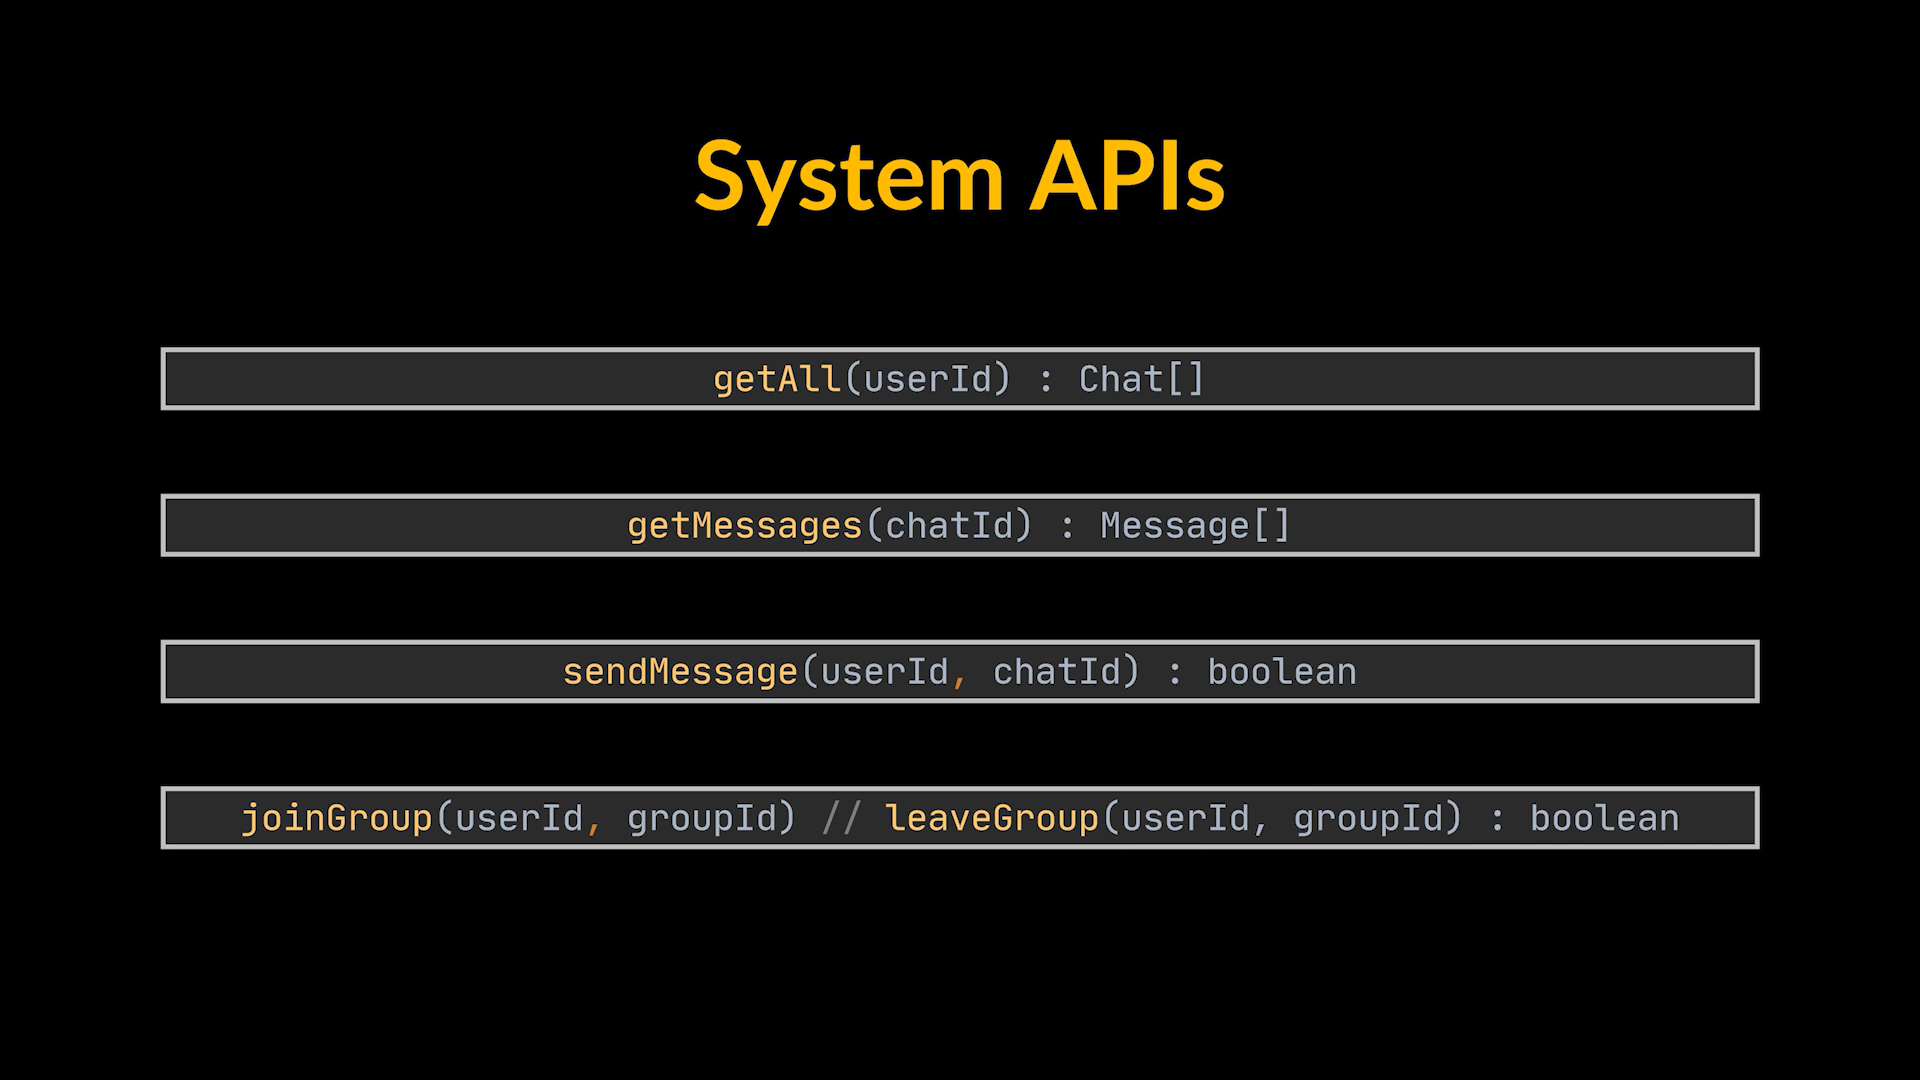 System APIs
getAll(userId) : Chat[]
getMessages(chatId) : Message[]
sendMessage(userId, chatId) : boolean
joinGroup(userId, groupId) // leaveGroup(userId, groupId) : boolean